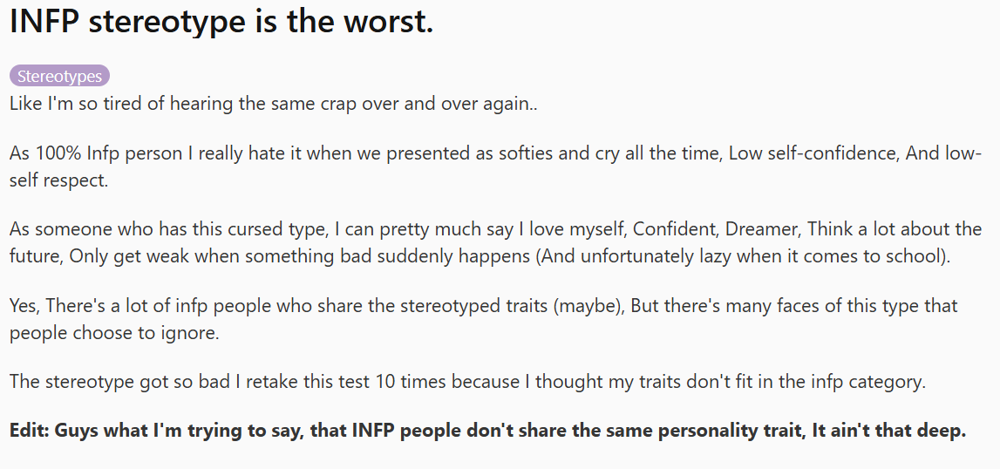 INFP stereotype is the worst.
Stereotypes
Like I'm so tired of hearing the same crap over and over again..
As 100% Infp person I really hate it when we presented as softies and cry all the time, Low self-confidence, And low-
self respect.
As someone who has this cursed type, I can pretty much say I love myself, Confident, Dreamer, Think a lot about the
future, Only get weak when something bad suddenly happens (And unfortunately lazy when it comes to school).
Yes, There's a lot of infp people who share the stereotyped traits (maybe), But there's many faces of this type that
people choose to ignore.
The stereotype got so bad I retake this test 10 times because I thought my traits don't fit in the infp category.
Edit: Guys what I'm trying to say, that INFP people don't share the same personality trait, It ain't that deep.